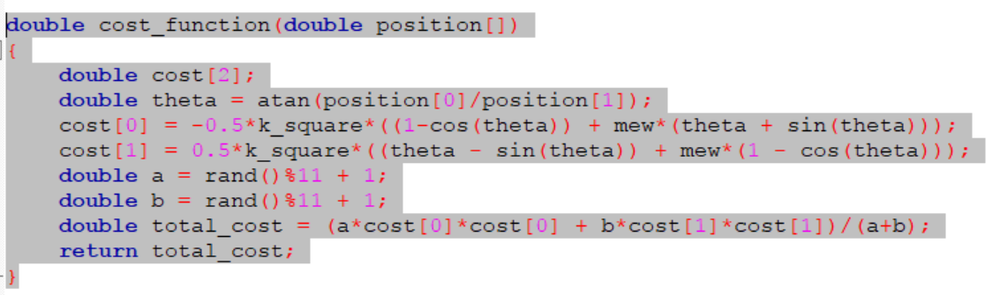 double cost_function(double position[])
{
double cost[2];
double theta = atan(position[0]/position[1]);
cost[0] = -0.5*k_square*((1-cos(theta)) + mew*(theta + sin(theta)));
cost[1] = 0.5*k_square*((theta - sin(theta)) + mew*(1 - cos(theta)));
double a = rand()%11 + 1;
double b = rand()%11 + 1;
double total_cost = (a*cost[0]*cost[0] + b*cost[1]*cost[1])/(a+b);
return total_cost;
}